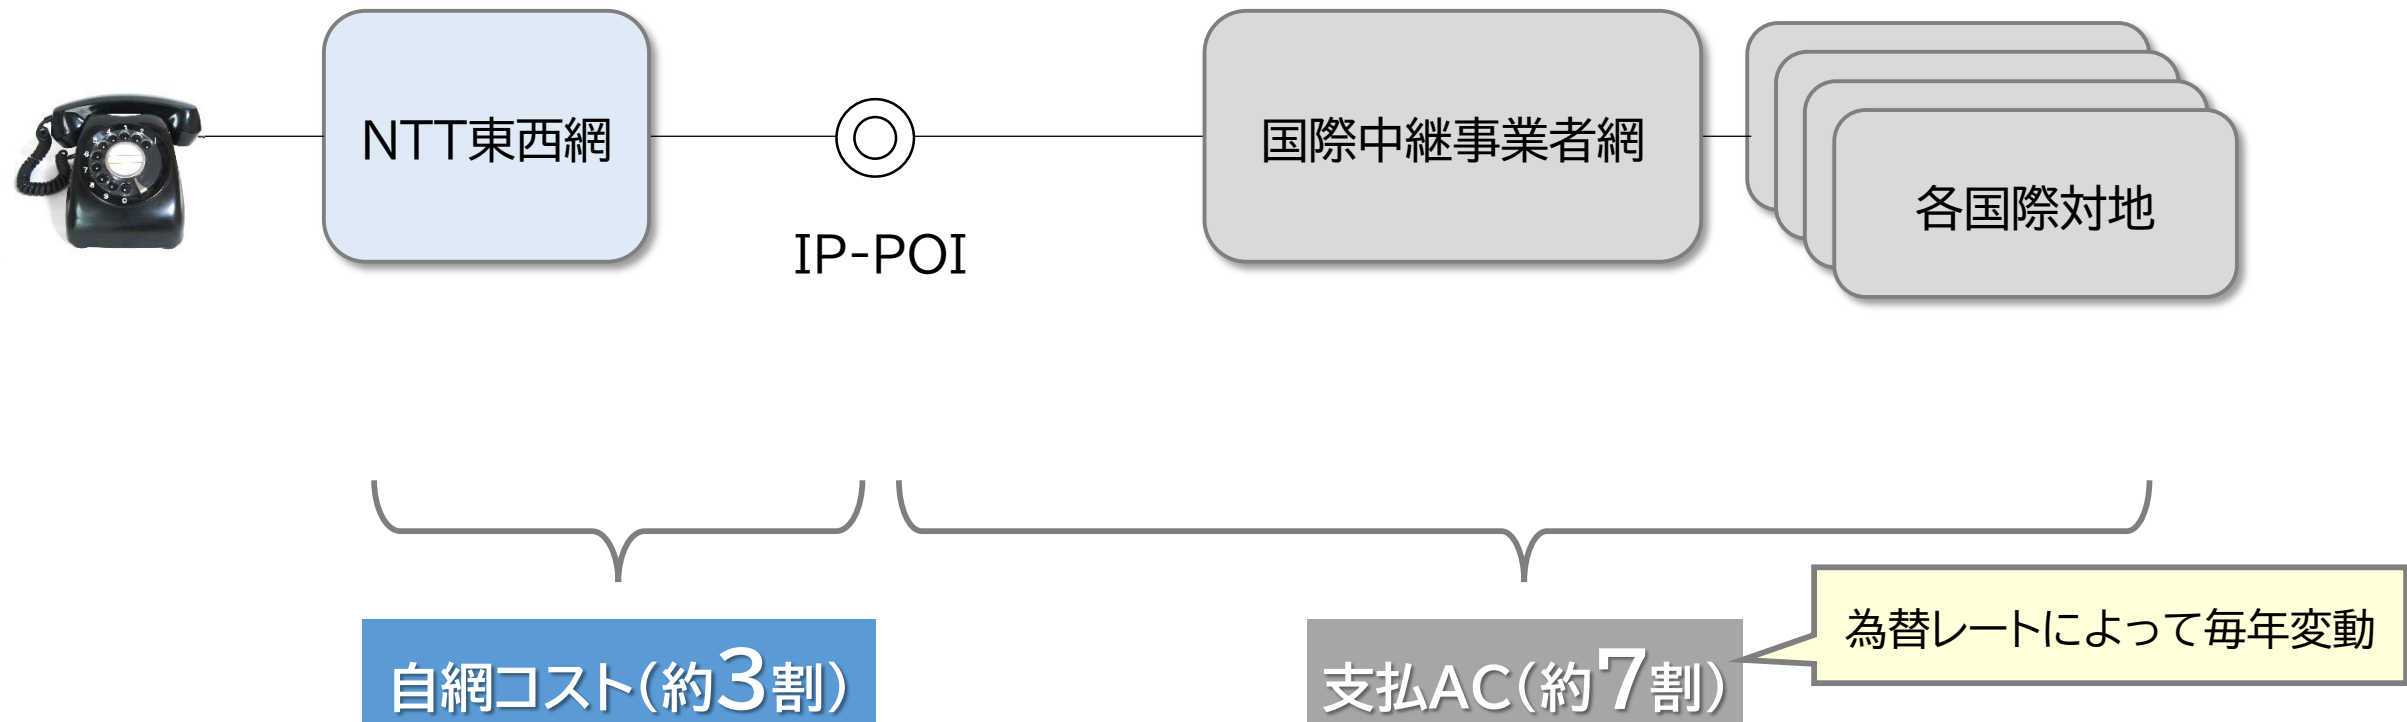 NTT東西網
国際中継事業者網
各国際対地
IP-POI
自網コスト(約3割)
支払AC(約7割)
為替レートによって毎年変動